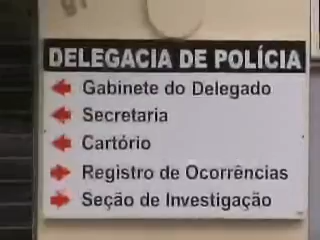 DELEGACIA DE POLÍCIA
Gabinete do Delegado
Secretaria
Cartório
Registro de Ocorrências
Seção de Investigação